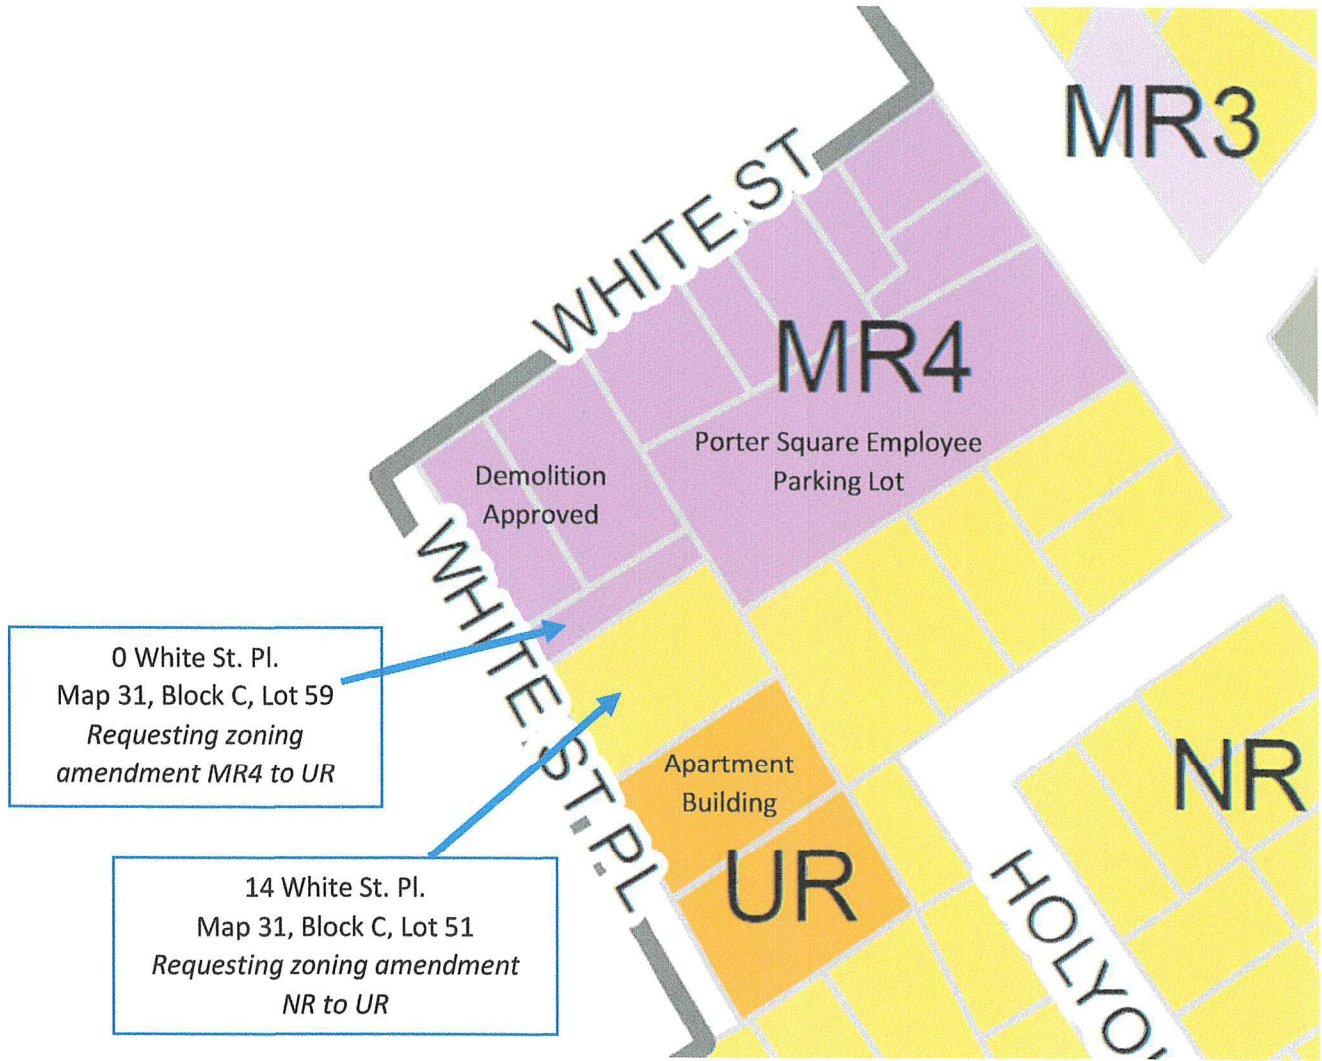 MR3
WHITE ST
MR4
Porter Square Employee
Parking Lot
Demolition
Approved
WHITE ST. PL
0 White St. Pl.
Map 31, Block C, Lot 59
Requesting zoning
amendment MR4 to UR
Apartment
Building
NR
UR
14 White St. Pl.
Map 31, Block C, Lot 51
Requesting zoning amendment
NR to UR